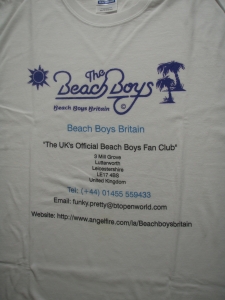 The
Beach Boys
Beach Boys Britain ©
Beach Boys Britain
"The UK's Official Beach Boys Fan Club"
3 Mill Grove
Lutterworth
Leicestershire
LE17 4BS
United Kingdom
Tel: (+44) 01455 559433
Email: funky.pretty@btopenworld.com
Website: http://www.angelfire.com/la/Beachboysbritain